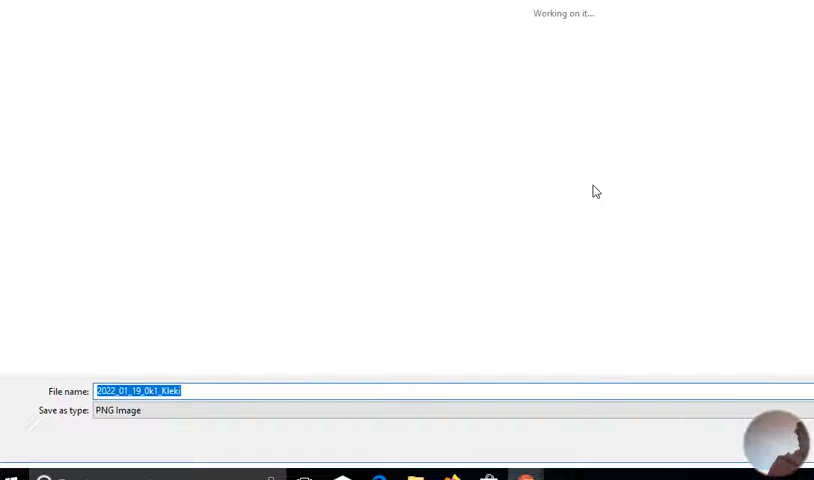 Working on it...
File name: 2022_01_19_0k1_Kleki
Save as type: PNG Image